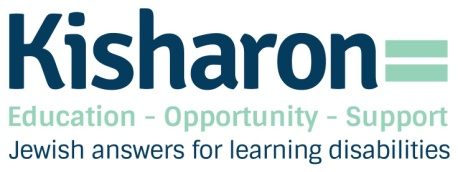 Kisharon=
Education - Opportunity - Support
Jewish answers for learning disabilities